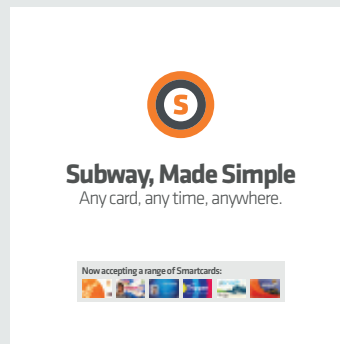 S
Subway, Made Simple
Any card, any time, anywhere.
Now accepting a range of Smartcards: